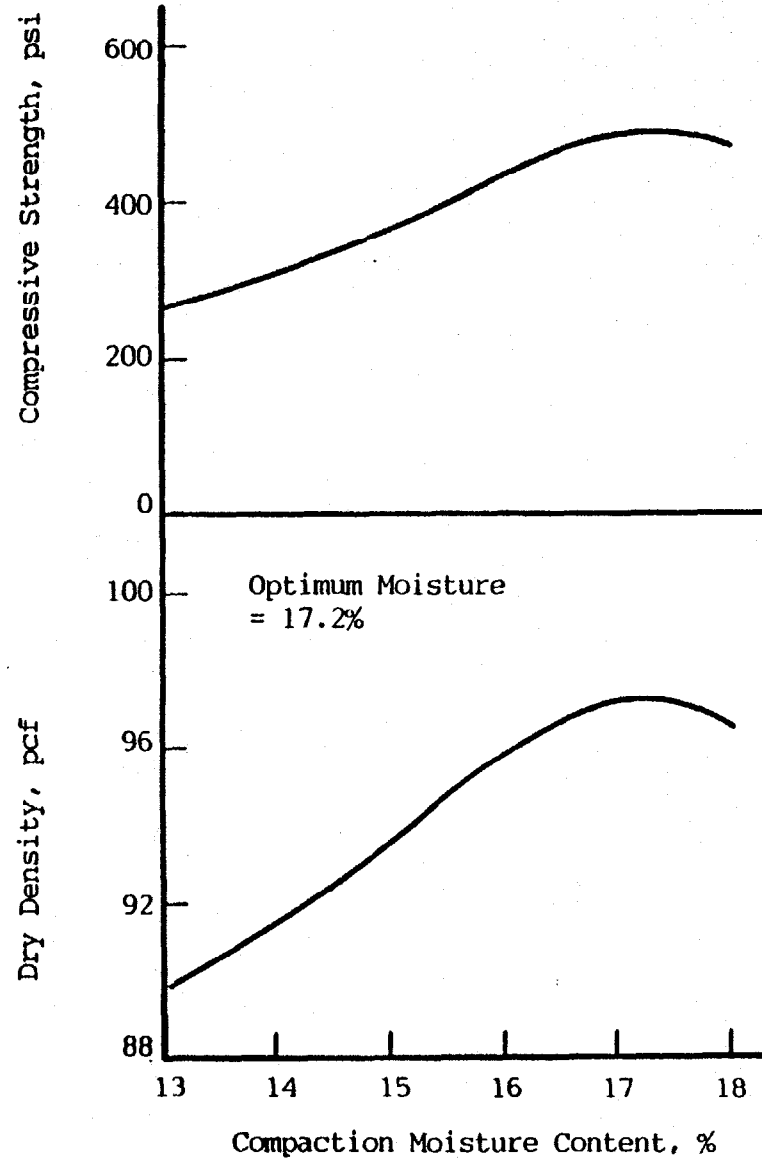 Compressive Strength, psi
600
400
200
0
Optimum Moisture
= 17.2%
Dry Density, pcf
100
96
92
88
13 14 15 16 17 18
Compaction Moisture Content, %